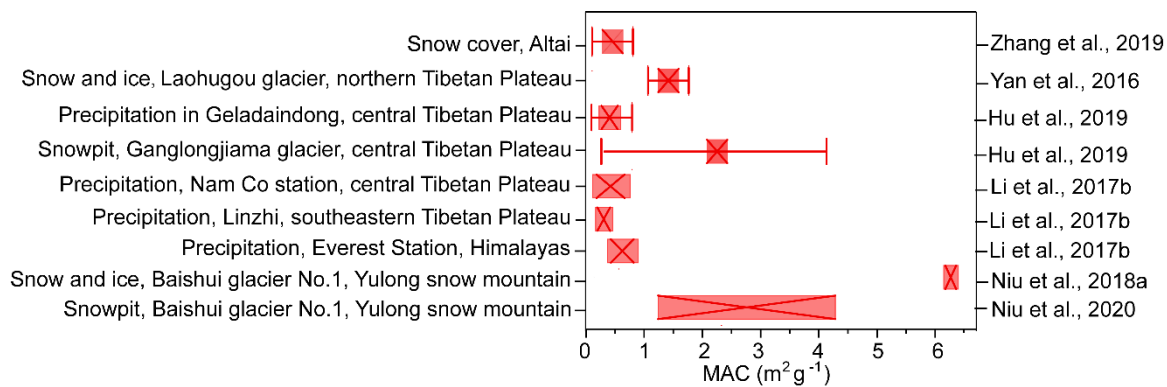 Snow cover, Altai
Zhang et al., 2019
Snow and ice, Laohugou glacier, northern Tibetan Plateau
Yan et al., 2016
Precipitation in Geladaindong, central Tibetan Plateau
Hu et al., 2019
Snowpit, Ganglongjiama glacier, central Tibetan Plateau
Hu et al., 2019
Precipitation, Nam Co station, central Tibetan Plateau
Li et al., 2017b
Precipitation, Linzhi, southeastern Tibetan Plateau
Li et al., 2017b
Precipitation, Everest Station, Himalayas
Li et al., 2017b
Snow and ice, Baishui glacier No.1, Yulong snow mountain
Niu et al., 2018a
Snowpit, Baishui glacier No.1, Yulong snow mountain
Niu et al., 2020
0 1 2 3 4 5 6
MAC (m² g⁻¹)